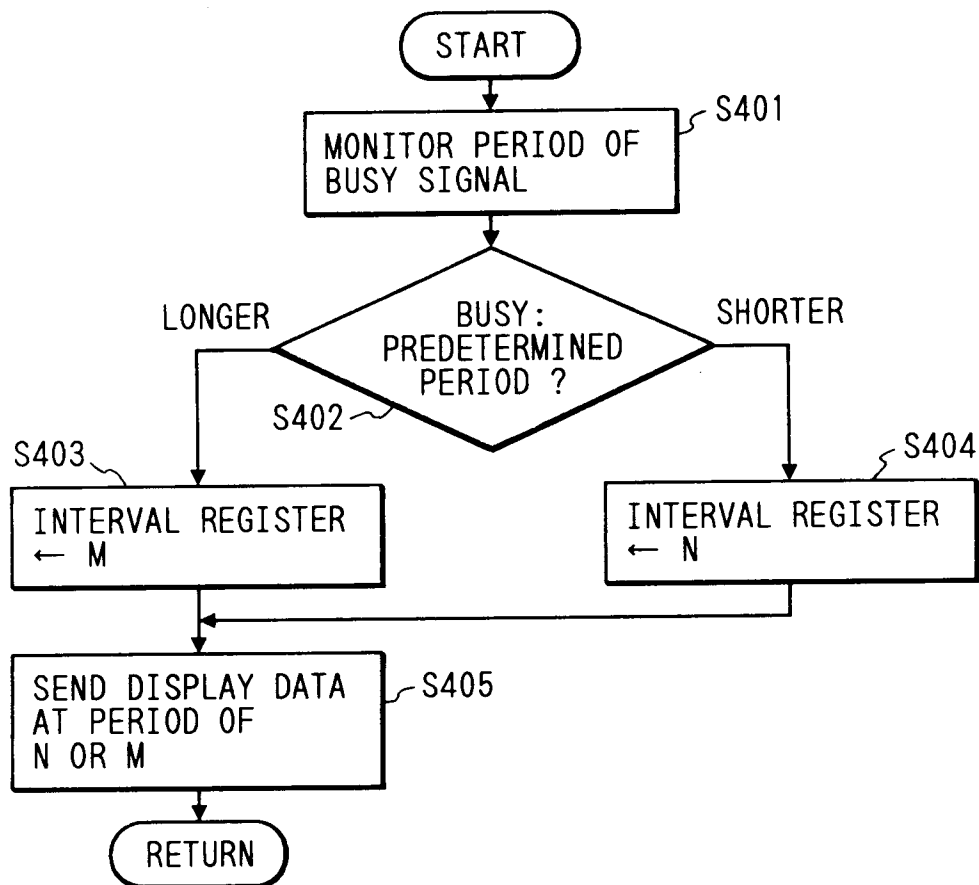 START
S401
MONITOR PERIOD OF
BUSY SIGNAL
LONGER
BUSY:
PREDETERMINED
PERIOD ?
SHORTER
S402
S403
INTERVAL REGISTER
← M
S404
INTERVAL REGISTER
← N
SEND DISPLAY DATA
AT PERIOD OF
N OR M
S405
RETURN